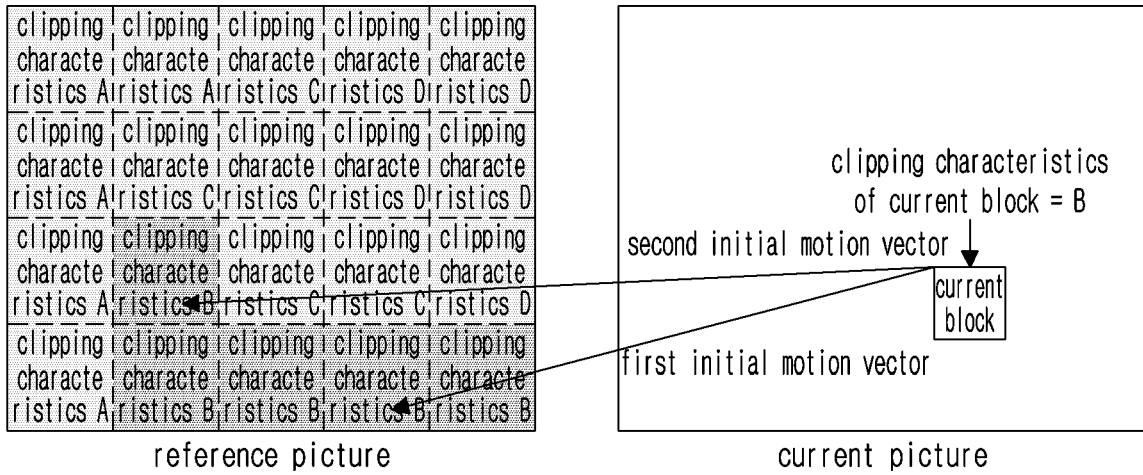 clipping clipping clipping clipping clipping
characte characte characte characte characte
ristics A ristics A ristics C ristics D ristics D
clipping clipping clipping clipping clipping
characte characte characte characte characte
ristics A ristics C ristics C ristics D ristics D
clipping clipping clipping clipping clipping
characte characte characte characte characte
ristics A ristics B ristics C ristics C ristics D
clipping clipping clipping clipping clipping
characte characte characte characte characte
ristics A ristics B ristics B ristics B ristics B
reference picture
clipping characteristics
of current block = B
second initial motion vector
current
block
first initial motion vector
current picture